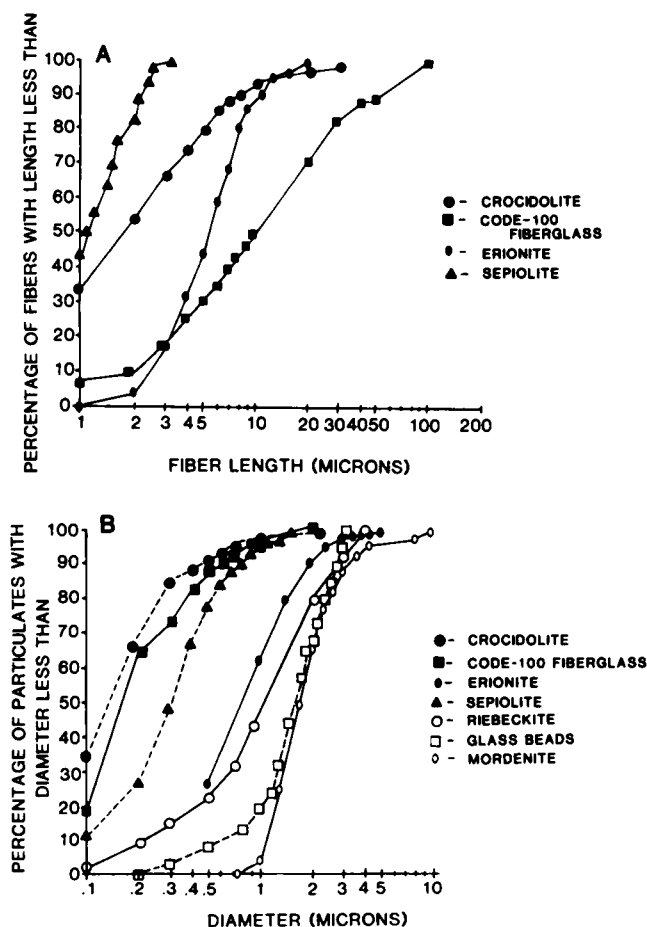 A
PERCENTAGE OF FIBERS WITH LENGTH LESS THAN
100
90
80
70
60
50
40
30
20
10
0
1 2 3 4 5 10 20 30 40 50 100 200
FIBER LENGTH (MICRONS)
- CROCIDOLITE
- CODE-100
FIBERGLASS
- ERIONITE
- SEPIOLITE
B
PERCENTAGE OF PARTICULATES WITH
DIAMETER LESS THAN
100
90
80
70
60
50
40
30
20
10
0
.1 .2 .3 .4 .5 1 2 3 4 5 10
DIAMETER (MICRONS)
- CROCIDOLITE
- CODE-100 FIBERGLASS
- ERIONITE
- SEPIOLITE
- RIEBECKITE
- GLASS BEADS
- MORDENITE